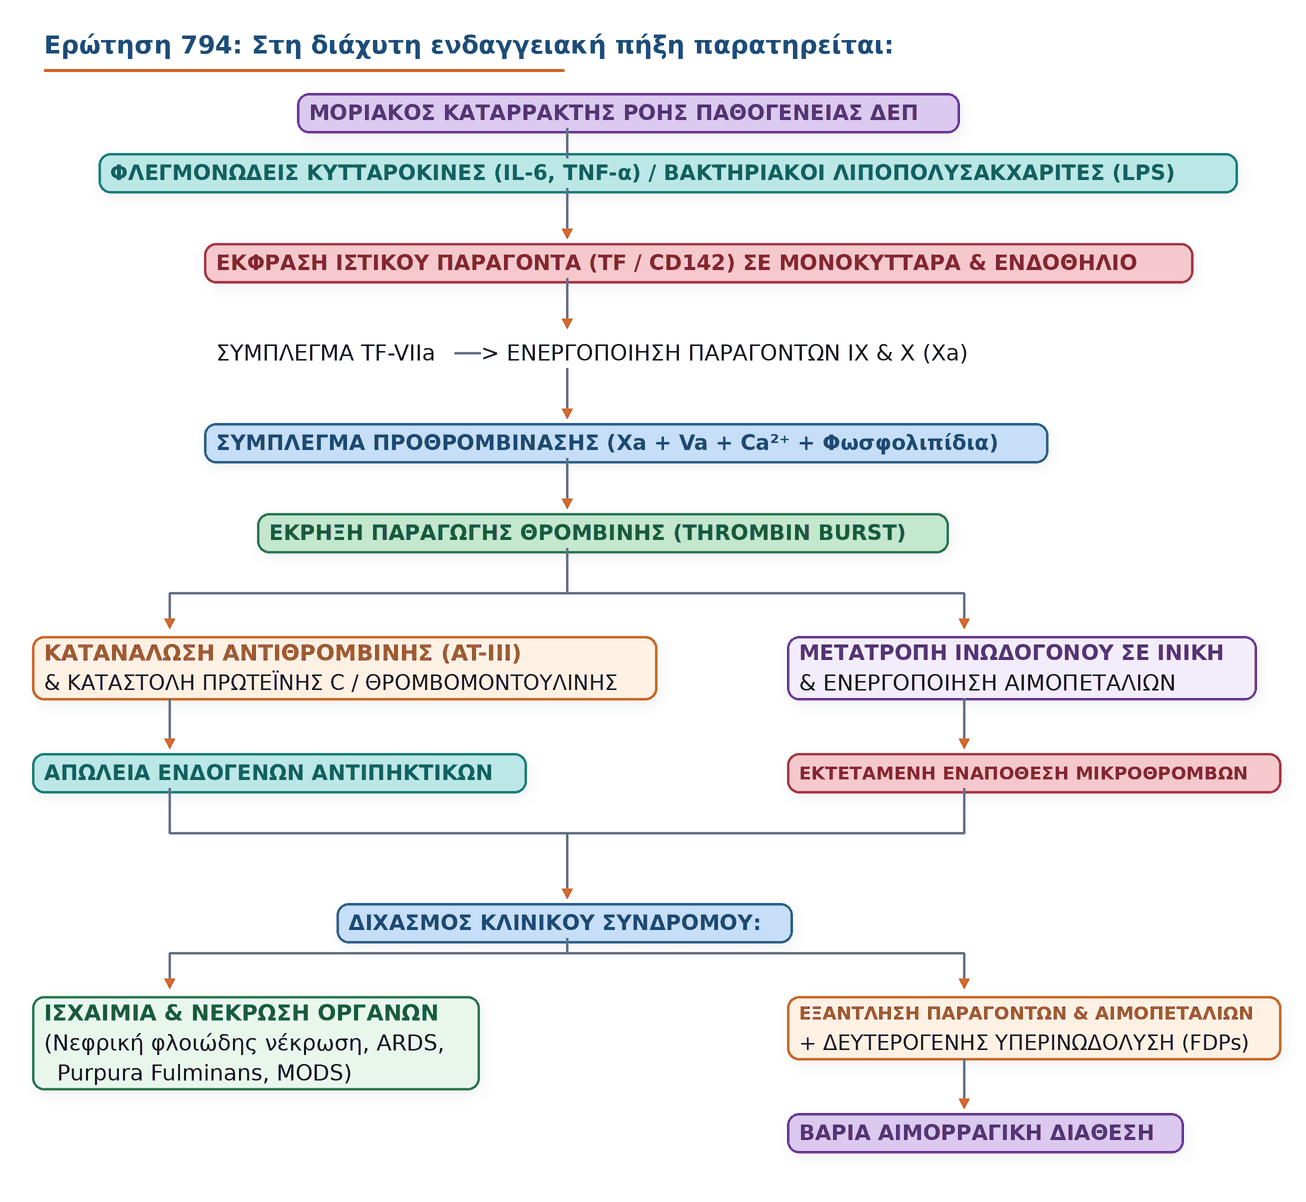 Ερώτηση 794: Στη διάχυτη ενδαγγειακή πήξη παρατηρείται:
ΜΟΡΙΑΚΟΣ ΚΑΤΑΡΡΑΚΤΗΣ ΡΟΗΣ ΠΑΘΟΓΕΝΕΙΑΣ ΔΕΠ
ΦΛΕΓΜΟΝΩΔΕΙΣ ΚΥΤΤΑΡΟΚΙΝΕΣ (IL-6, TNF-α) / ΒΑΚΤΗΡΙΑΚΟΙ ΛΙΠΟΠΟΛΥΣΑΚΧΑΡΙΤΕΣ (LPS)
ΕΚΦΡΑΣΗ ΙΣΤΙΚΟΥ ΠΑΡΑΓΟΝΤΑ (TF / CD142) ΣΕ ΜΟΝΟΚΥΤΤΑΡΑ & ΕΝΔΟΘΗΛΙΟ
ΣΥΜΠΛΕΓΜΑ TF-VIIa —> ΕΝΕΡΓΟΠΟΙΗΣΗ ΠΑΡΑΓΟΝΤΩΝ IX & X (Xa)
ΣΥΜΠΛΕΓΜΑ ΠΡΟΘΡΟΜΒΙΝΑΣΗΣ (Xa + Va + Ca²⁺ + Φωσφολιπίδια)
ΕΚΡΗΞΗ ΠΑΡΑΓΩΓΗΣ ΘΡΟΜΒΙΝΗΣ (THROMBIN BURST)
ΚΑΤΑΝΑΛΩΣΗ ΑΝΤΙΘΡΟΜΒΙΝΗΣ (AT-III)
& ΚΑΤΑΣΤΟΛΗ ΠΡΩΤΕΪΝΗΣ C / ΘΡΟΜΒΟΜΟΝΤΟΥΛΙΝΗΣ
ΜΕΤΑΤΡΟΠΗ ΙΝΩΔΟΓΟΝΟΥ ΣΕ ΙΝΙΚΗ
& ΕΝΕΡΓΟΠΟΙΗΣΗ ΑΙΜΟΠΕΤΑΛΙΩΝ
ΑΠΩΛΕΙΑ ΕΝΔΟΓΕΝΩΝ ΑΝΤΙΠΗΚΤΙΚΩΝ
ΕΚΤΕΤΑΜΕΝΗ ΕΝΑΠΟΘΕΣΗ ΜΙΚΡΟΘΡΟΜΒΩΝ
ΔΙΧΑΣΜΟΣ ΚΛΙΝΙΚΟΥ ΣΥΝΔΡΟΜΟΥ:
ΙΣΧΑΙΜΙΑ & ΝΕΚΡΩΣΗ ΟΡΓΑΝΩΝ
(Νεφρική φλοιώδης νέκρωση, ARDS,
Purpura Fulminans, MODS)
ΕΞΑΝΤΛΗΣΗ ΠΑΡΑΓΟΝΤΩΝ & ΑΙΜΟΠΕΤΑΛΙΩΝ
+ ΔΕΥΤΕΡΟΓΕΝΗΣ ΥΠΕΡΙΝΩΔΟΛΥΣΗ (FDPs)
ΒΑΡΙΑ ΑΙΜΟΡΡΑΓΙΚΗ ΔΙΑΘΕΣΗ